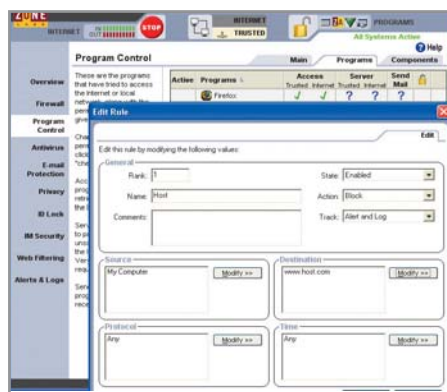 ZONE
INTERNET
OUT
IN
STOP
INTERNET
TRUSTED
PROGRAMS
All Systems Active
Help
Program Control
Main
Programs
Components
Overview
Firewall
Program Control
Antivirus
E-mail Protection
Privacy
ID Lock
IM Security
Web Filtering
Alerts & Logs
These are the programs
that have tried to access
the Internet or local
Active Programs
Access
Server
Send Mail
Trusted Internet Trusted Internet
Firefox
? ? ?
Edit Rule
Edit
Edit this rule by modifying the following values:
General
Rank: 1
State: Enabled
Name: Host
Action: Block
Comments:
Track: Alert and Log
Source
My Computer
Modify >>
Destination
www.host.com
Modify >>
Protocol
Any
Modify >>
Time
Any
Modify >>